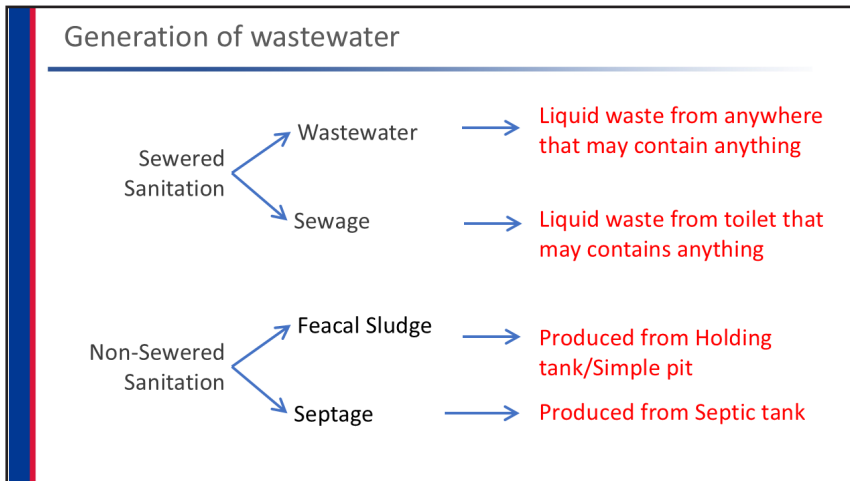 Generation of wastewater
Sewered
Sanitation
Wastewater
Liquid waste from anywhere
that may contain anything
Sewage
Liquid waste from toilet that
may contains anything
Non-Sewered
Sanitation
Feacal Sludge
Produced from Holding
tank/Simple pit
Septage
Produced from Septic tank